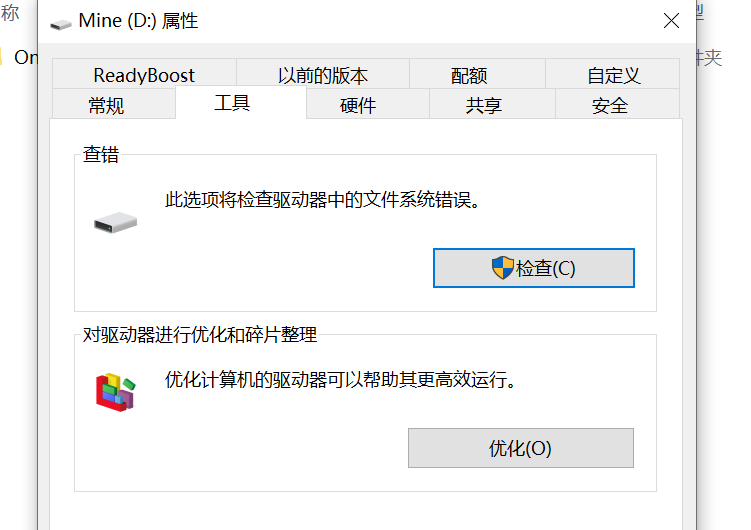 称
Mine (D:) 属性
型
On
件夹
ReadyBoost
以前的版本
配额
自定义
常规
工具
硬件
共享
安全
查错
此选项将检查驱动器中的文件系统错误。
检查(C)
对驱动器进行优化和碎片整理
优化计算机的驱动器可以帮助其更高效运行。
优化(O)